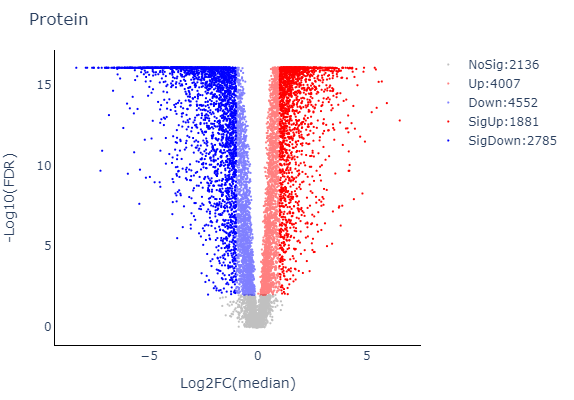 Protein
15
10
5
0
-Log10(FDR)
−5
0
5
Log2FC(median)
NoSig:2136
Up:4007
Down:4552
SigUp:1881
SigDown:2785